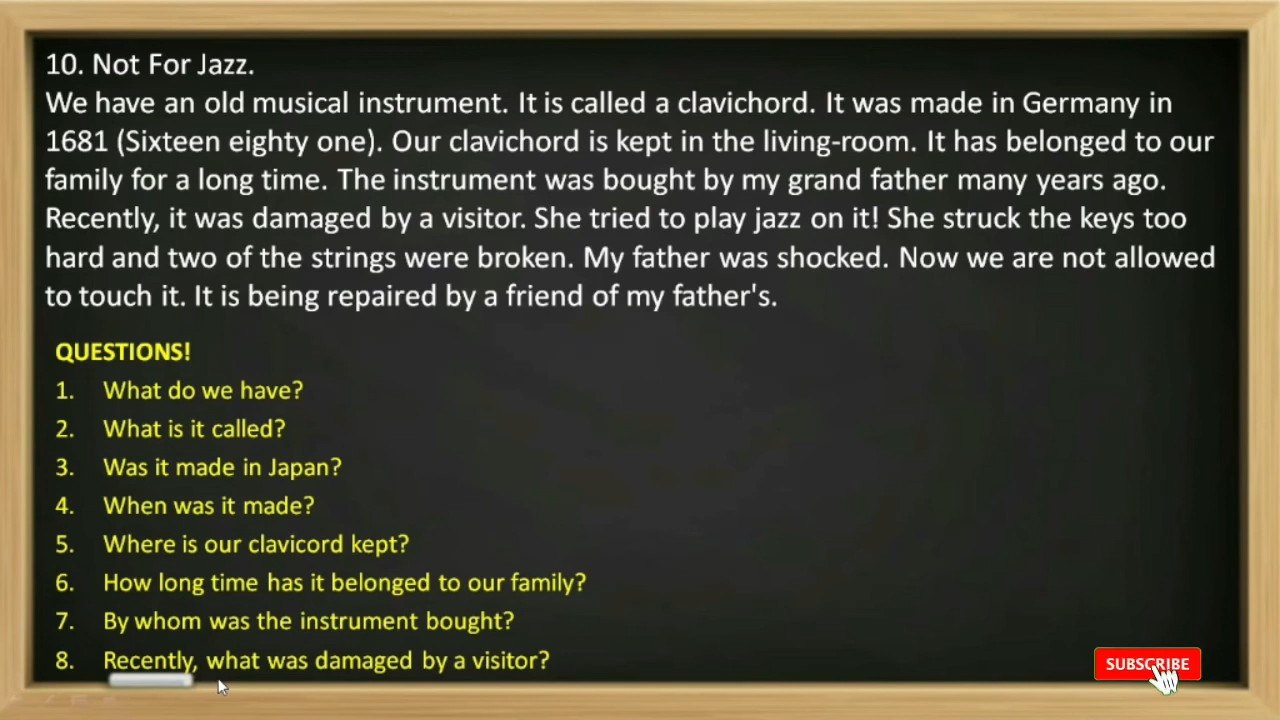 10. Not For Jazz.
We have an old musical instrument. It is called a clavichord. It was made in Germany in
1681 (Sixteen eighty one). Our clavichord is kept in the living-room. It has belonged to our
family for a long time. The instrument was bought by my grand father many years ago.
Recently, it was damaged by a visitor. She tried to play jazz on it! She struck the keys too
hard and two of the strings were broken. My father was shocked. Now we are not allowed
to touch it. It is being repaired by a friend of my father's.
QUESTIONS!
1. What do we have?
2. What is it called?
3. Was it made in Japan?
4. When was it made?
5. Where is our clavicord kept?
6. How long time has it belonged to our family?
7. By whom was the instrument bought?
8. Recently, what was damaged by a visitor?
SUBSCRIBE